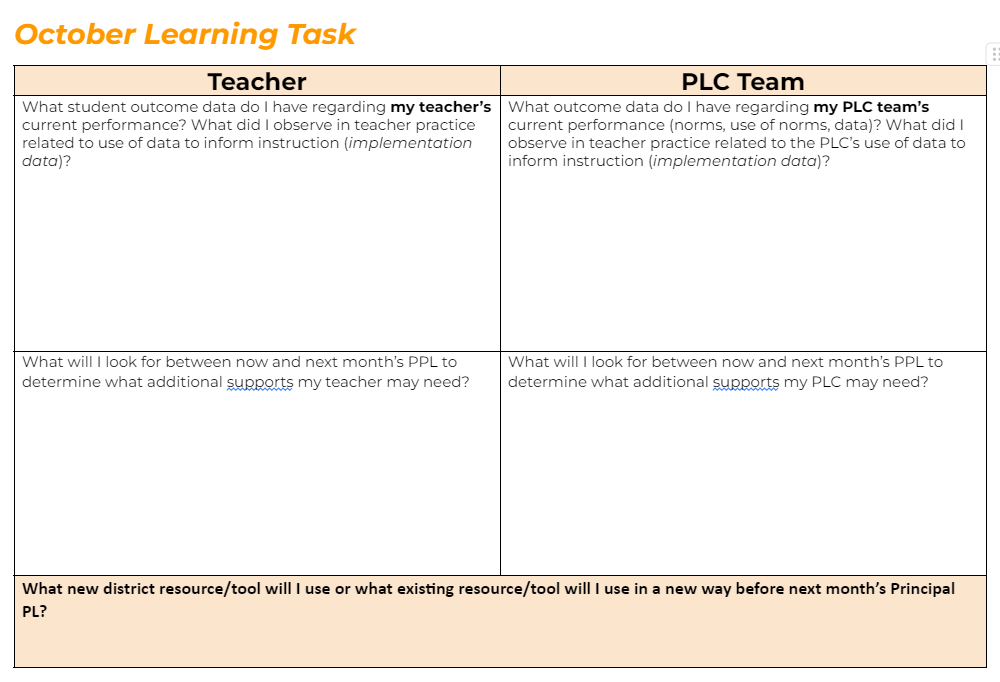 October Learning Task
Teacher
PLC Team
What student outcome data do I have regarding my teacher's
current performance? What did I observe in teacher practice
related to use of data to inform instruction (implementation
data)?
What outcome data do I have regarding my PLC team's
current performance (norms, use of norms, data)? What did I
observe in teacher practice related to the PLC's use of data to
inform instruction (implementation data)?
What will I look for between now and next month's PPL to
determine what additional supports my teacher may need?
What will I look for between now and next month's PPL to
determine what additional supports my PLC may need?
What new district resource/tool will I use or what existing resource/tool will I use in a new way before next month's Principal
PL?